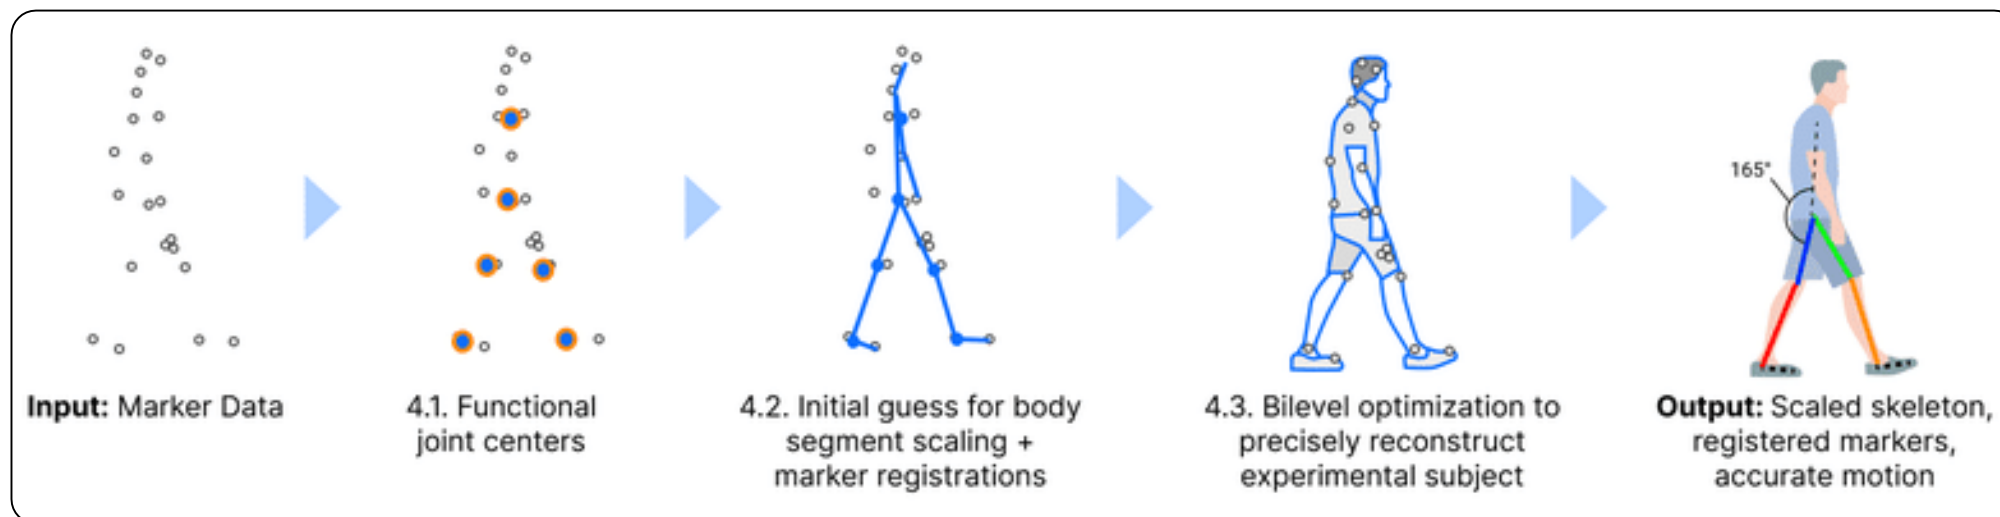 165°
Input: Marker Data
4.1. Functional
joint centers
4.2. Initial guess for body
segment scaling +
marker registrations
4.3. Bilevel optimization to
precisely reconstruct
experimental subject
Output: Scaled skeleton,
registered markers,
accurate motion